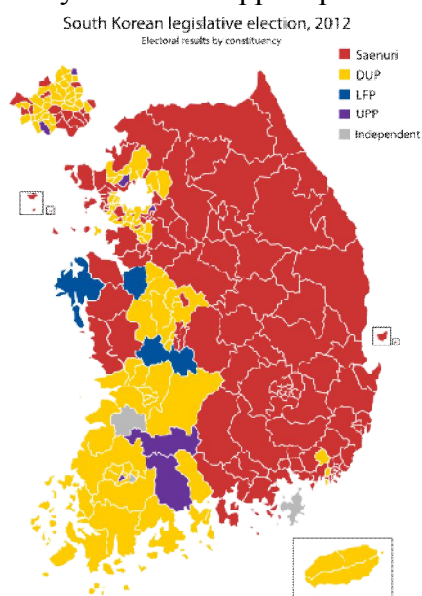 South Korean legislative election, 2012
Electoral results by constituency
Saenuri
DUP
LFP
UPP
Independent